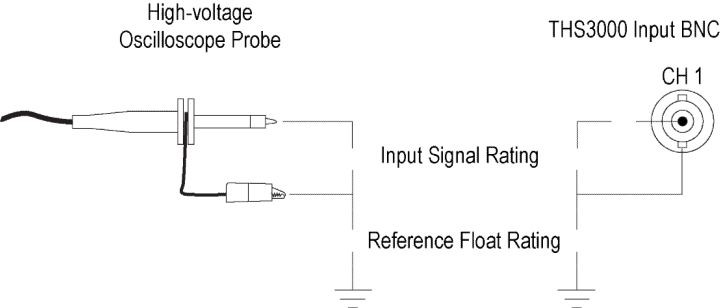 High-voltage
Oscilloscope Probe
THS3000 Input BNC
CH 1
Input Signal Rating
Reference Float Rating